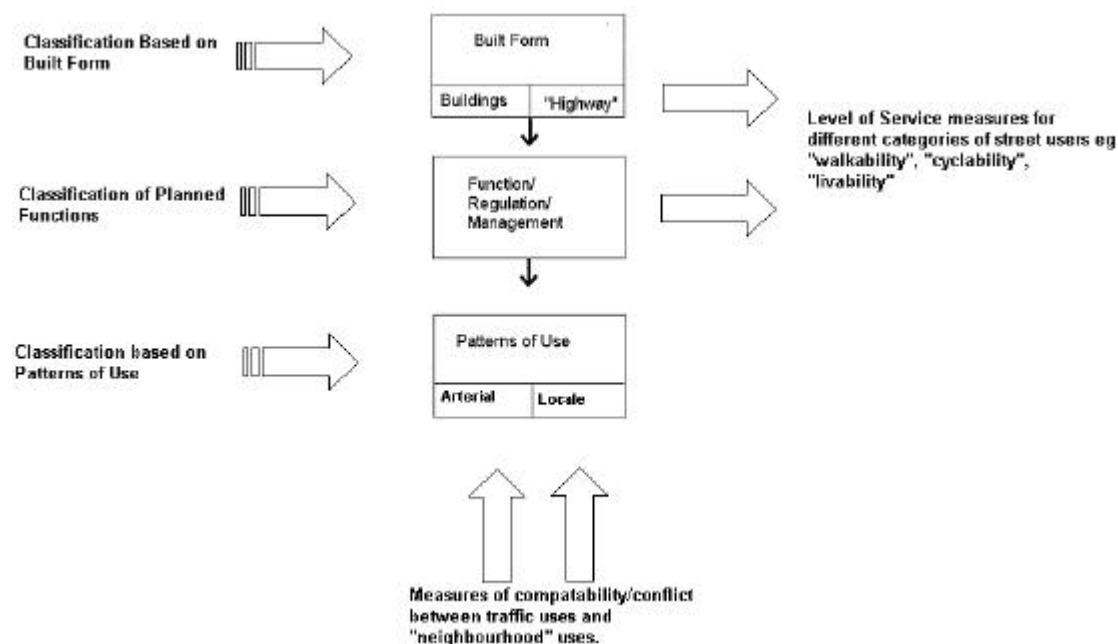 Classification Based on
Built Form
Built Form
Buildings
"Highway"
Level of Service measures for
different categories of street users eg
"walkability", "cyclability",
"livability"
Classification of Planned
Functions
Function/
Regulation/
Management
Classification based on
Patterns of Use
Patterns of Use
Arterial
Locale
Measures of compatability/conflict
between traffic uses and
"neighbourhood" uses.